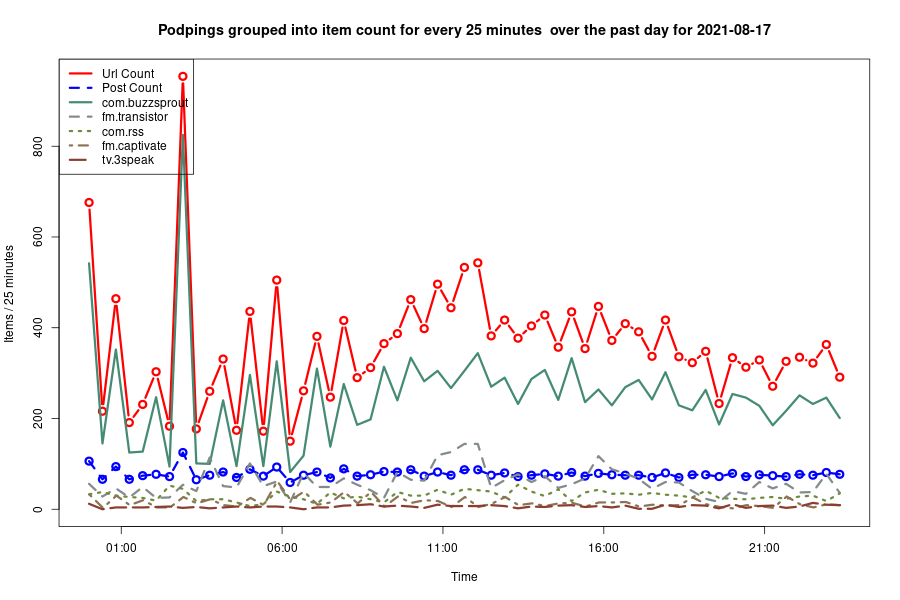 Podpings grouped into item count for every 25 minutes  over the past day for 2021-08-17
Url Count
Post Count
com.buzzsprout
fm.transistor
com.rss
fm.captivate
tv.3speak
Items / 25 minutes
800
600
400
200
0
01:00 06:00 11:00 16:00 21:00
Time